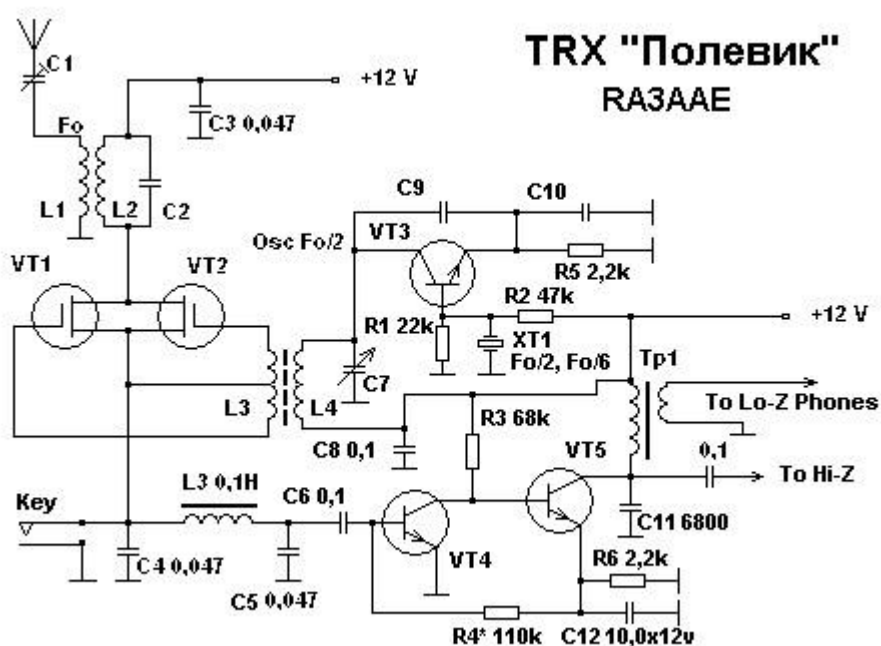 TRX "Полевик"
RA3AAE
C1
+12 V
C3 0,047
Fo
L1
L2
C2
C9
C10
VT3
Osc Fo/2
R5 2,2k
VT1
VT2
R2 47k
R1 22k
+12 V
XT1
Fo/2, Fo/6
Tp1
C7
L3
L4
To Lo-Z Phones
R3 68k
C8 0,1
VT5
0,1
To Hi-Z
L3 0,1H
C6 0,1
Key
C11 6800
C4 0,047
VT4
R6 2,2k
C5 0,047
R4* 110k
C12 10,0x12v